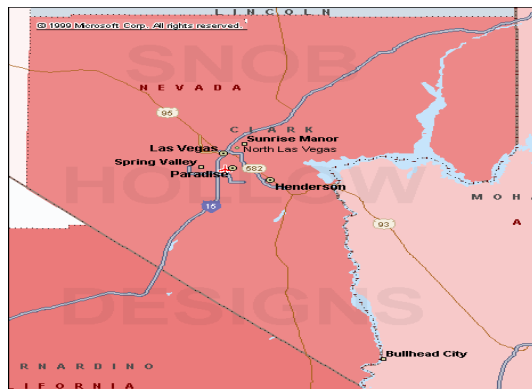 LINCOLN
© 1999 Microsoft Corp. All rights reserved.
SNOB
NEVADA
95
CLARK
Sunrise Manor
Las Vegas
North Las Vegas
Spring Valley
582
Paradise
HOLLOW
Henderson
MOHA
15
93
A
DESIGNS
Bullhead City
RNARDINO
IFORNIA